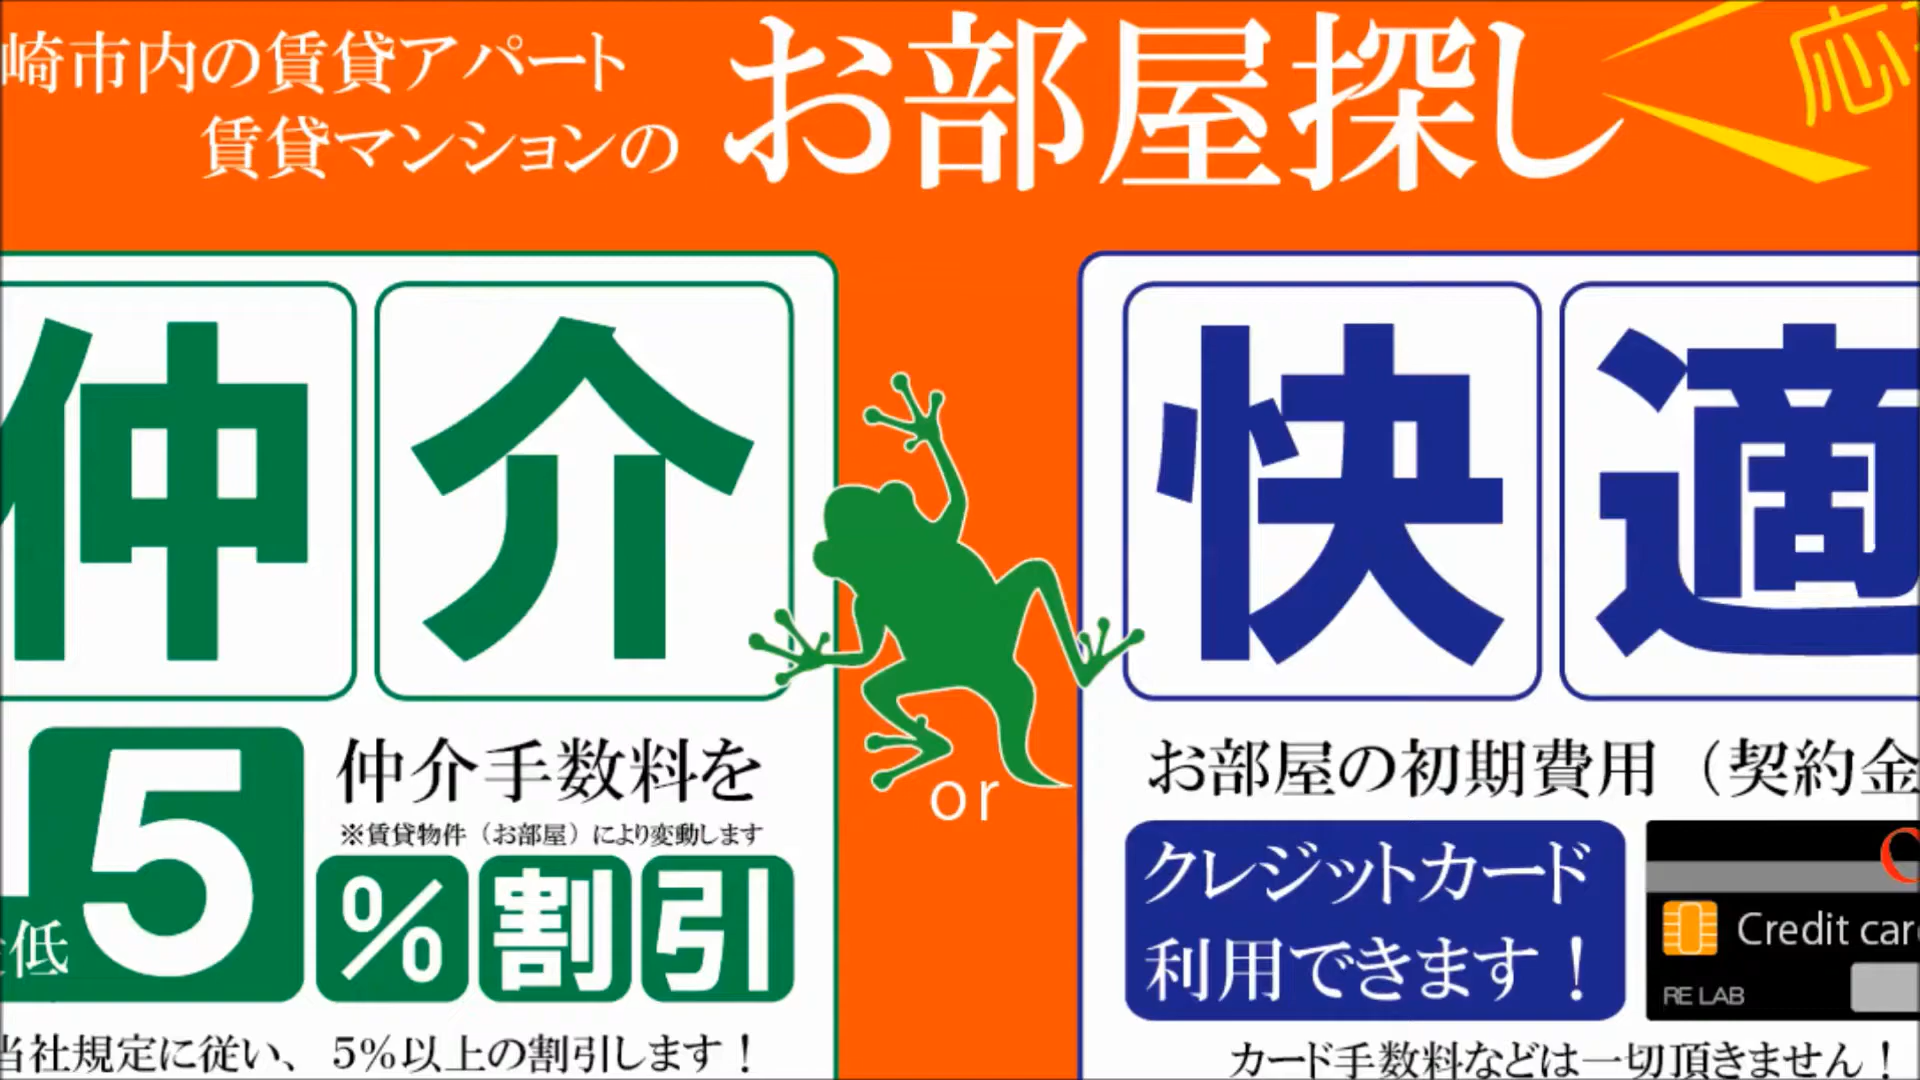 崎市内の賃貸アパート
賃貸マンションの
お部屋探し
応
仲介
快適
5
低
仲介手数料を
※賃貸物件（お部屋）により変動します
%割引
当社規定に従い、5%以上の割引します！
or
お部屋の初期費用（契約金
クレジットカード
利用できます！
Credit car
RE LAB
カード手数料などは一切頂きません！